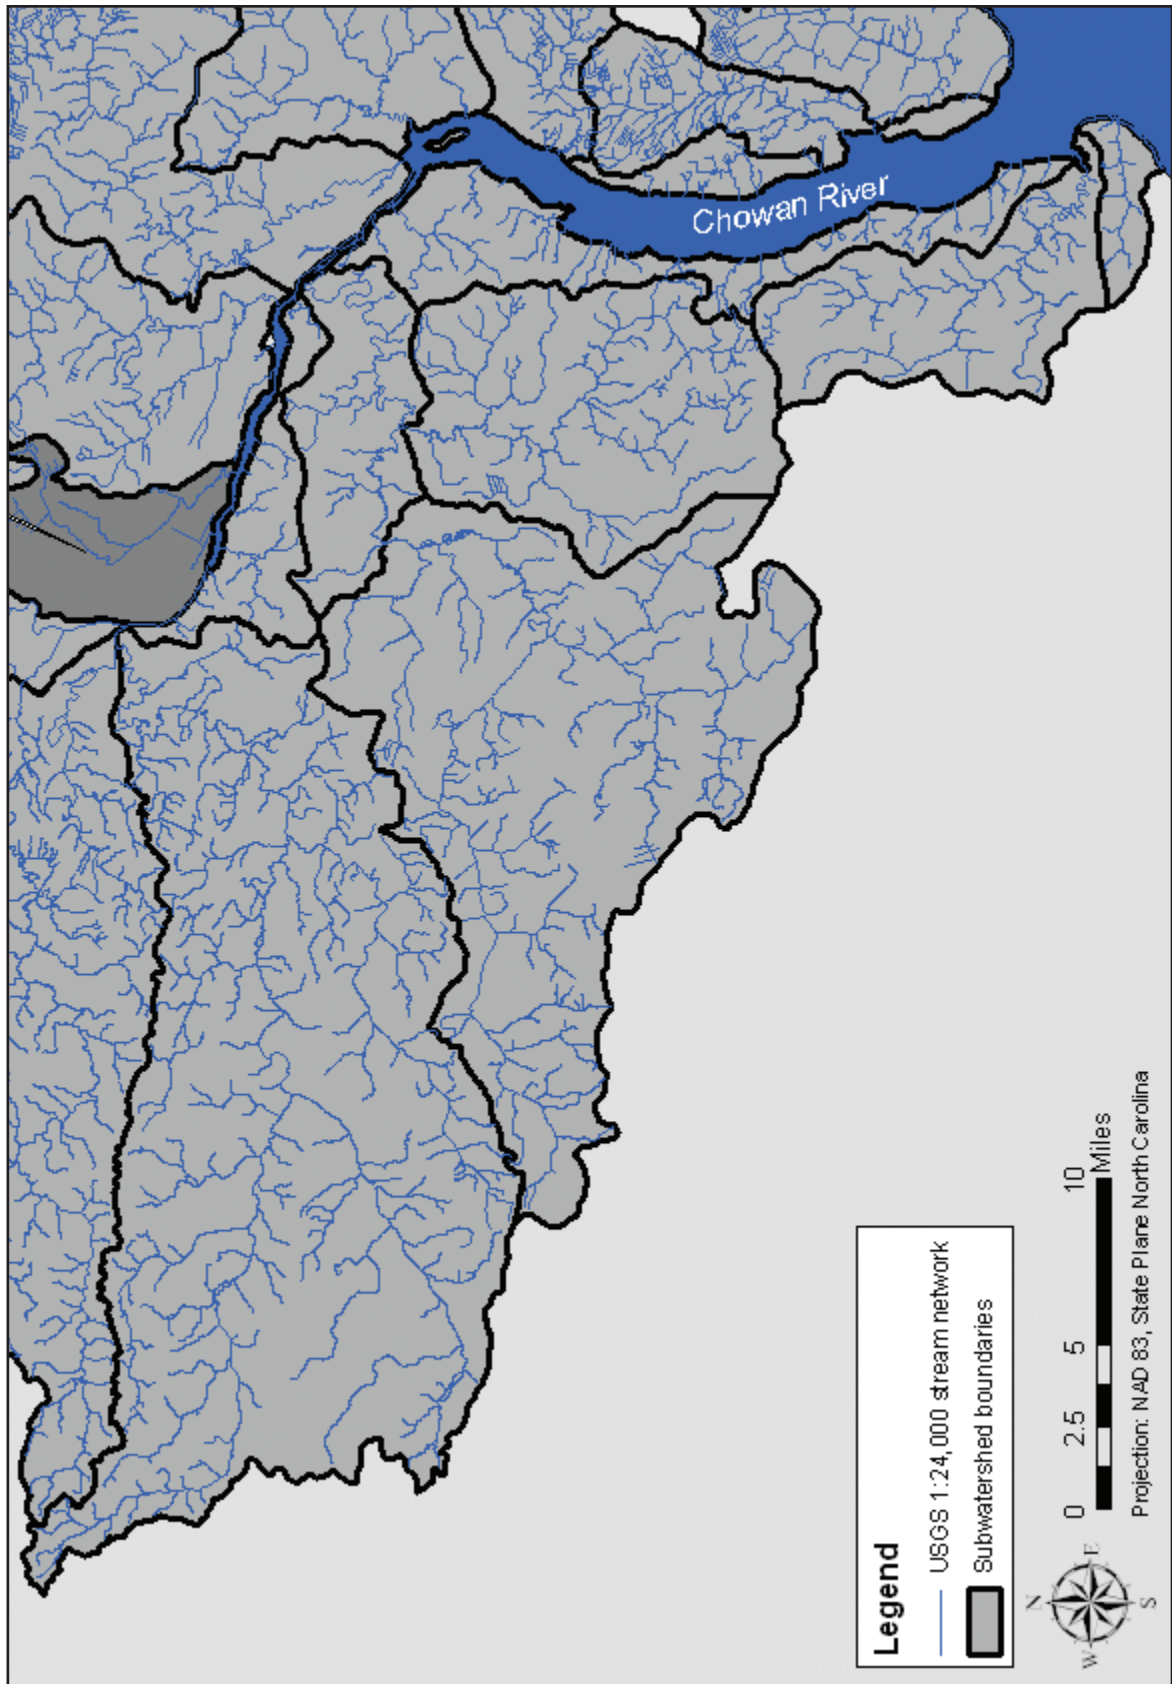 Chowan River
Legend
USGS 1:24,000 stream network
Subwatershed boundaries
N
W
E
S
0 2.5 5 10
Miles
Projection: NAD 83, State Plane North Carolina